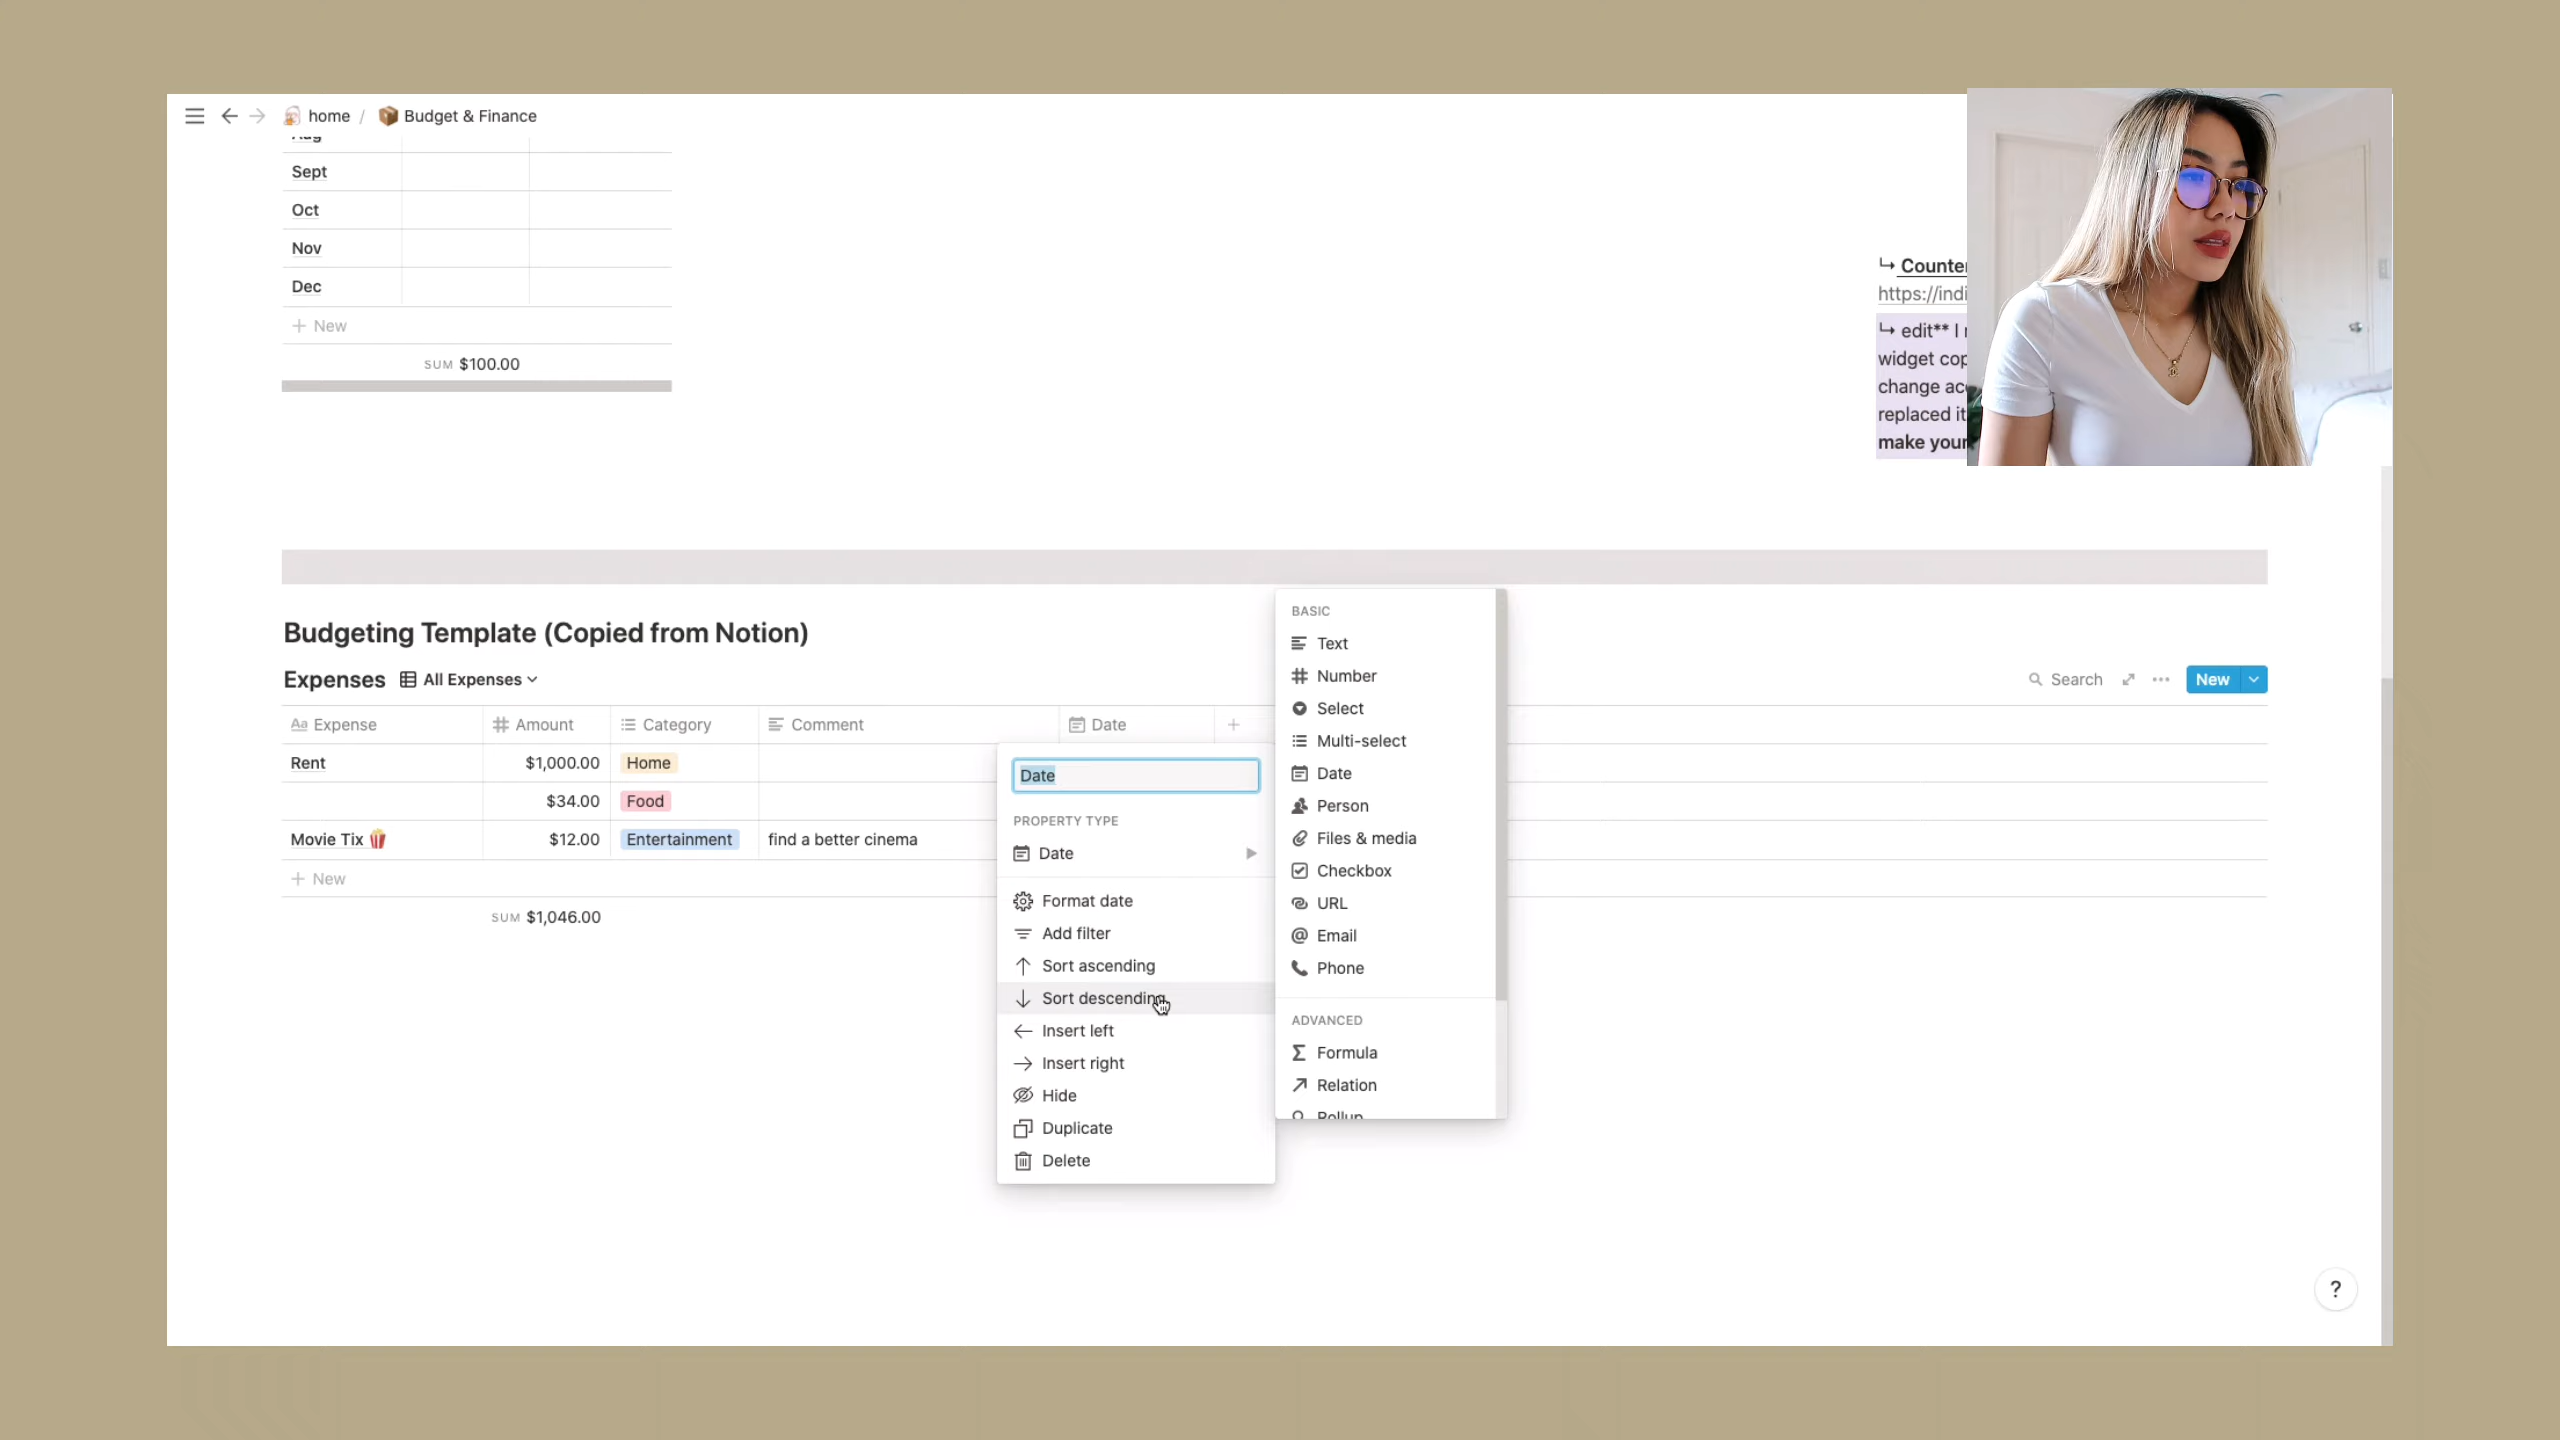 home / Budget & Finance
Aug
Sept
Oct
Nov
Dec
+ New
SUM $100.00
↳ Counte
https://indi
↳ edit** I
widget cop
change ac
replaced it
make your
Budgeting Template (Copied from Notion)
Expenses All Expenses
Search ••• New
Aa Expense # Amount Category Comment Date +
Rent $1,000.00 Home
$34.00 Food
Movie Tix 🍿 $12.00 Entertainment find a better cinema
+ New
SUM $1,046.00
Date
PROPERTY TYPE
Date
Format date
Add filter
Sort ascending
Sort descending
Insert left
Insert right
Hide
Duplicate
Delete
BASIC
Text
Number
Select
Multi-select
Date
Person
Files & media
Checkbox
URL
Email
Phone
ADVANCED
Formula
Relation
Rollup
?